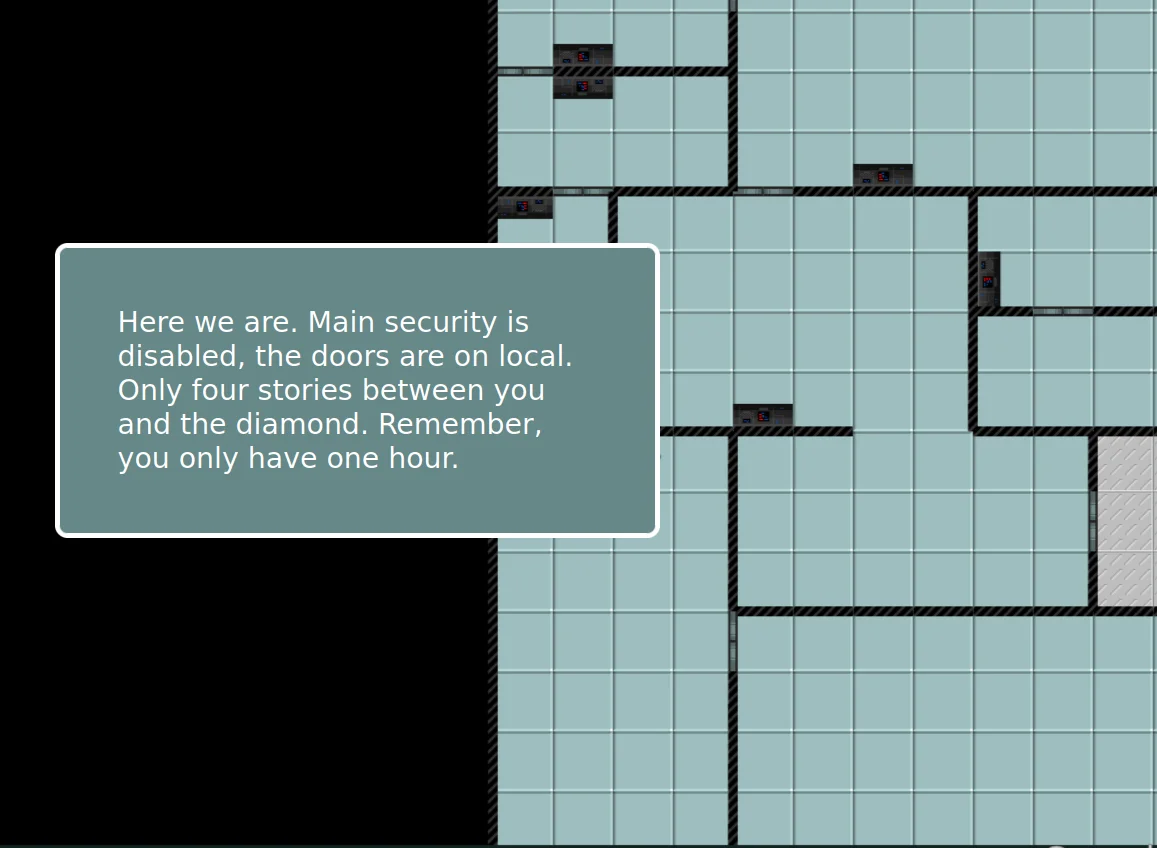 Here we are. Main security is
disabled, the doors are on local.
Only four stories between you
and the diamond. Remember,
you only have one hour.